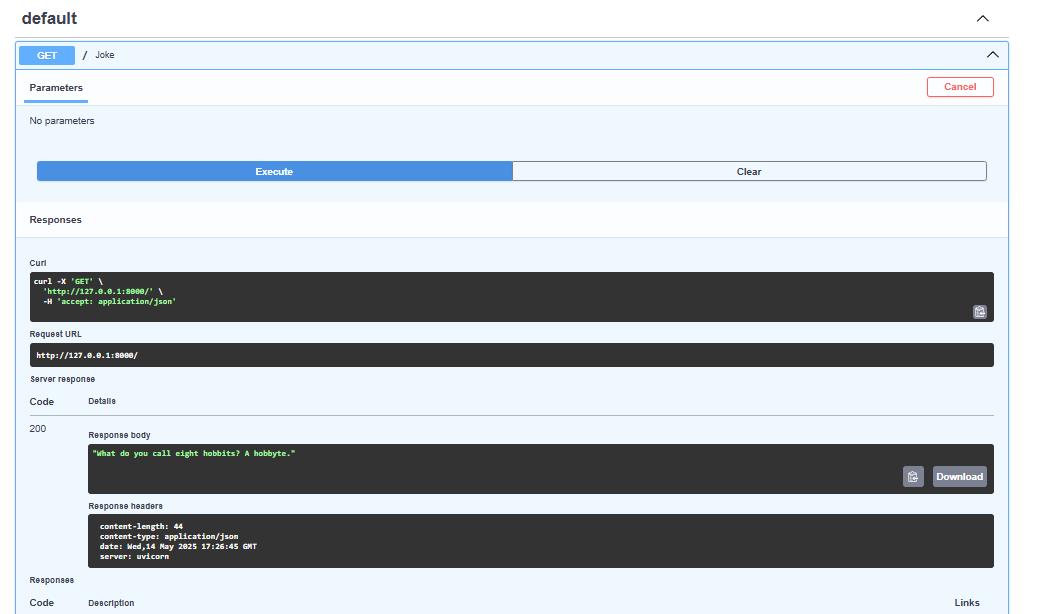 default
GET / Joke
Parameters
Cancel
No parameters
Execute
Clear
Responses
Curl
curl -X 'GET' \
'http://127.0.0.1:8000/' \
-H 'accept: application/json'
Request URL
http://127.0.0.1:8000/
Server response
Code Details
200
Response body
"What do you call eight hobbits? A hobbyte."
Download
Response headers
content-length: 44
content-type: application/json
date: Wed,14 May 2025 17:26:45 GMT
server: uvicorn
Responses
Code Description Links